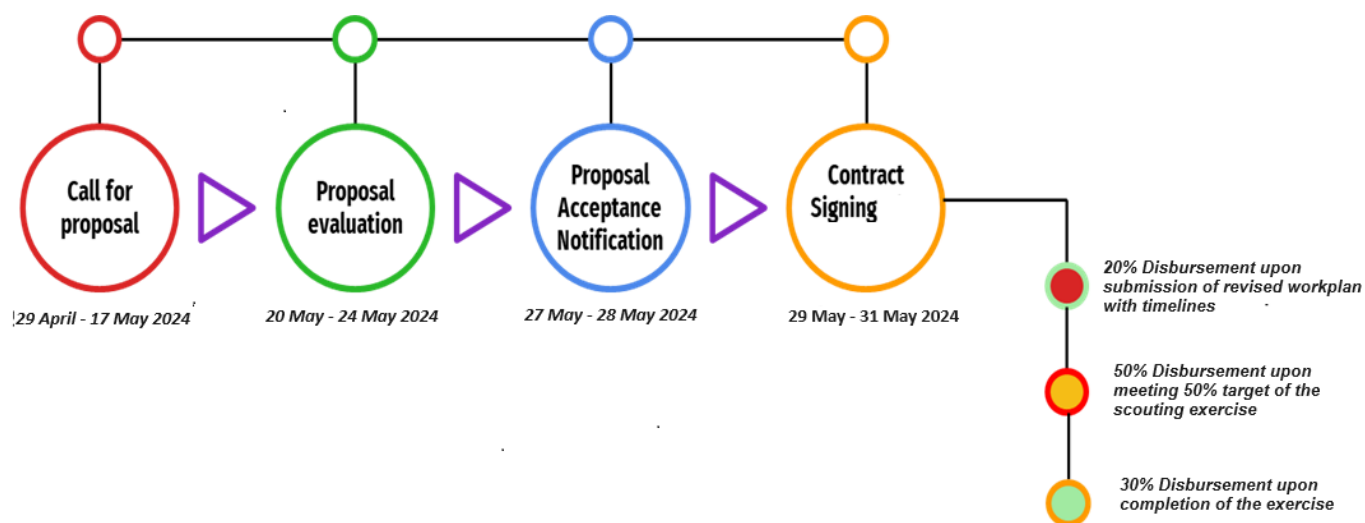 Call for
proposal
Proposal
evaluation
Proposal
Acceptance
Notification
Contract
Signing
29 April - 17 May 2024
20 May - 24 May 2024
27 May - 28 May 2024
29 May - 31 May 2024
20% Disbursement upon
submission of revised workplan
with timelines
50% Disbursement upon
meeting 50% target of the
scouting exercise
30% Disbursement upon
completion of the exercise